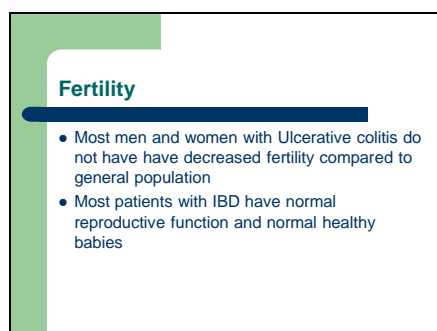 Fertility
● Most men and women with Ulcerative colitis do
not have have decreased fertility compared to
general population
● Most patients with IBD have normal
reproductive function and normal healthy
babies